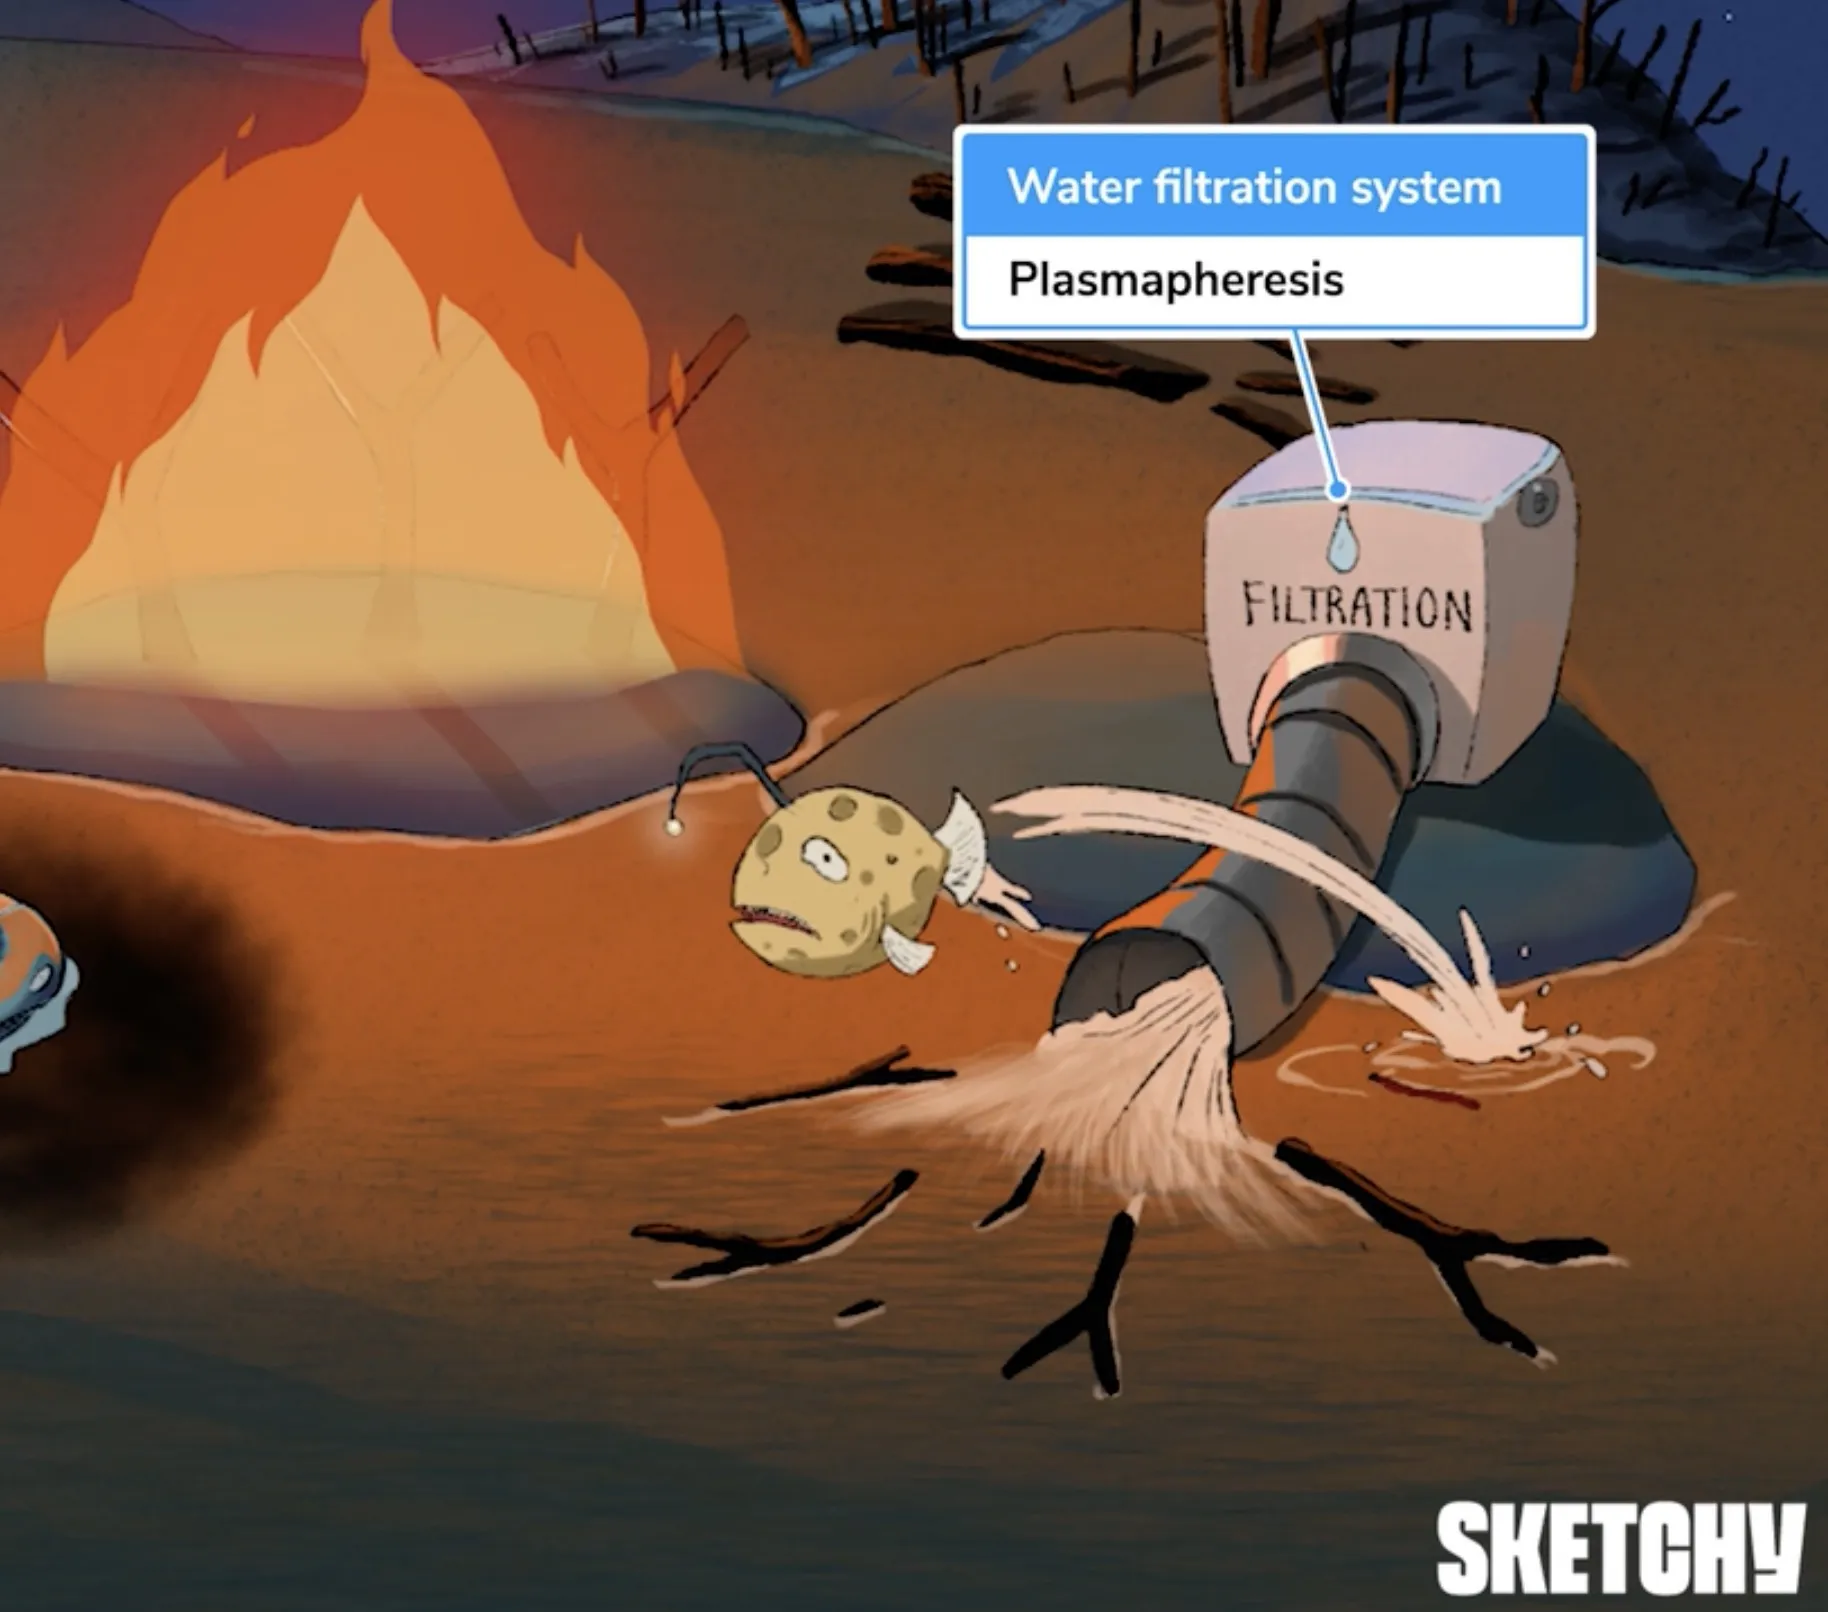 Water filtration system
Plasmapheresis
FILTRATION
SKETCHY